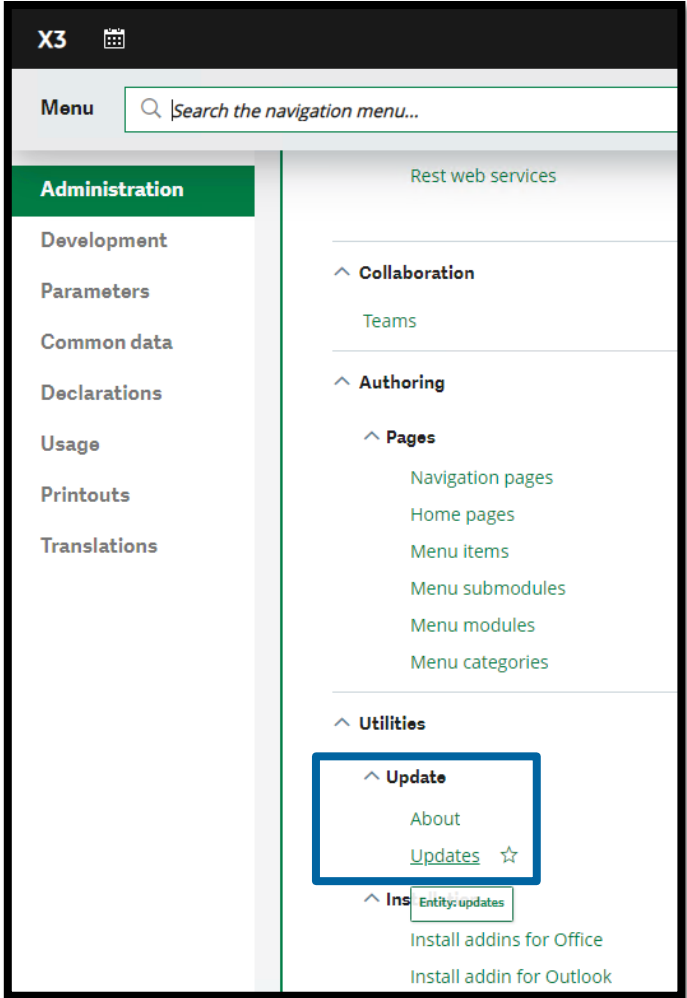 X3
Menu
Search the navigation menu...
Administration
Development
Parameters
Common data
Declarations
Usage
Printouts
Translations
Rest web services
Collaboration
Teams
Authoring
Pages
Navigation pages
Home pages
Menu items
Menu submodules
Menu modules
Menu categories
Utilities
Update
About
Updates
Entity: updates
Install addins for Office
Install addin for Outlook